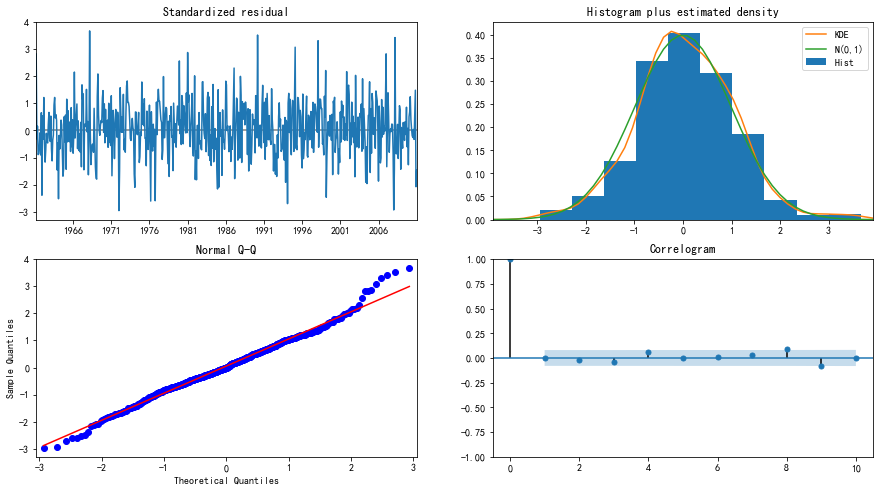 Standardized residual
4
3
2
1
0
−1
−2
−3
1966 1971 1976 1981 1986 1991 1996 2001 2006
Histogram plus estimated density
KDE
N(0,1)
Hist
0.40
0.35
0.30
0.25
0.20
0.15
0.10
0.05
0.00
−3 −2 −1 0 1 2 3
Normal Q-Q
Sample Quantiles
4
3
2
1
0
−1
−2
−3
−3 −2 −1 0 1 2 3
Theoretical Quantiles
Correlogram
1.00
0.75
0.50
0.25
0.00
−0.25
−0.50
−0.75
−1.00
0 2 4 6 8 10